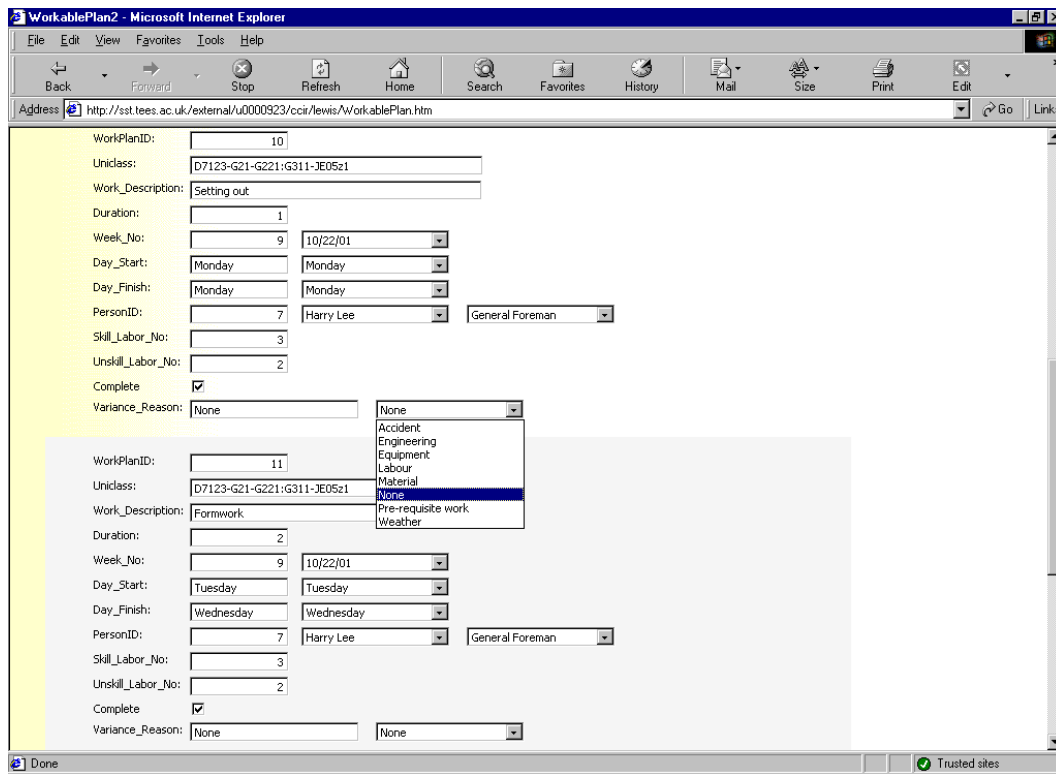 WorkablePlan2 - Microsoft Internet Explorer
File Edit View Favorites Tools Help
Back Forward Stop Refresh Home Search Favorites History Mail Size Print Edit
Address http://sst.tees.ac.uk/external/u0000923/ccir/lewis/WorkablePlan.htm Go Link
WorkPlanID: 10
Uniclass: D7123-G21-G221:G311-JE05z1
Work_Description: Setting out
Duration: 1
Week_No: 9 10/22/01
Day_Start: Monday Monday
Day_Finish: Monday Monday
PersonID: 7 Harry Lee General Foreman
Skill_Labor_No: 3
Unskill_Labor_No: 2
Complete
Variance_Reason: None None
Accident
Engineering
Equipment
Labour
Material
None
Pre-requisite work
Weather
WorkPlanID: 11
Uniclass: D7123-G21-G221:G311-JE05z1
Work_Description: Formwork
Duration: 2
Week_No: 9 10/22/01
Day_Start: Tuesday Tuesday
Day_Finish: Wednesday Wednesday
PersonID: 7 Harry Lee General Foreman
Skill_Labor_No: 3
Unskill_Labor_No: 2
Complete
Variance_Reason: None None
Done Trusted sites